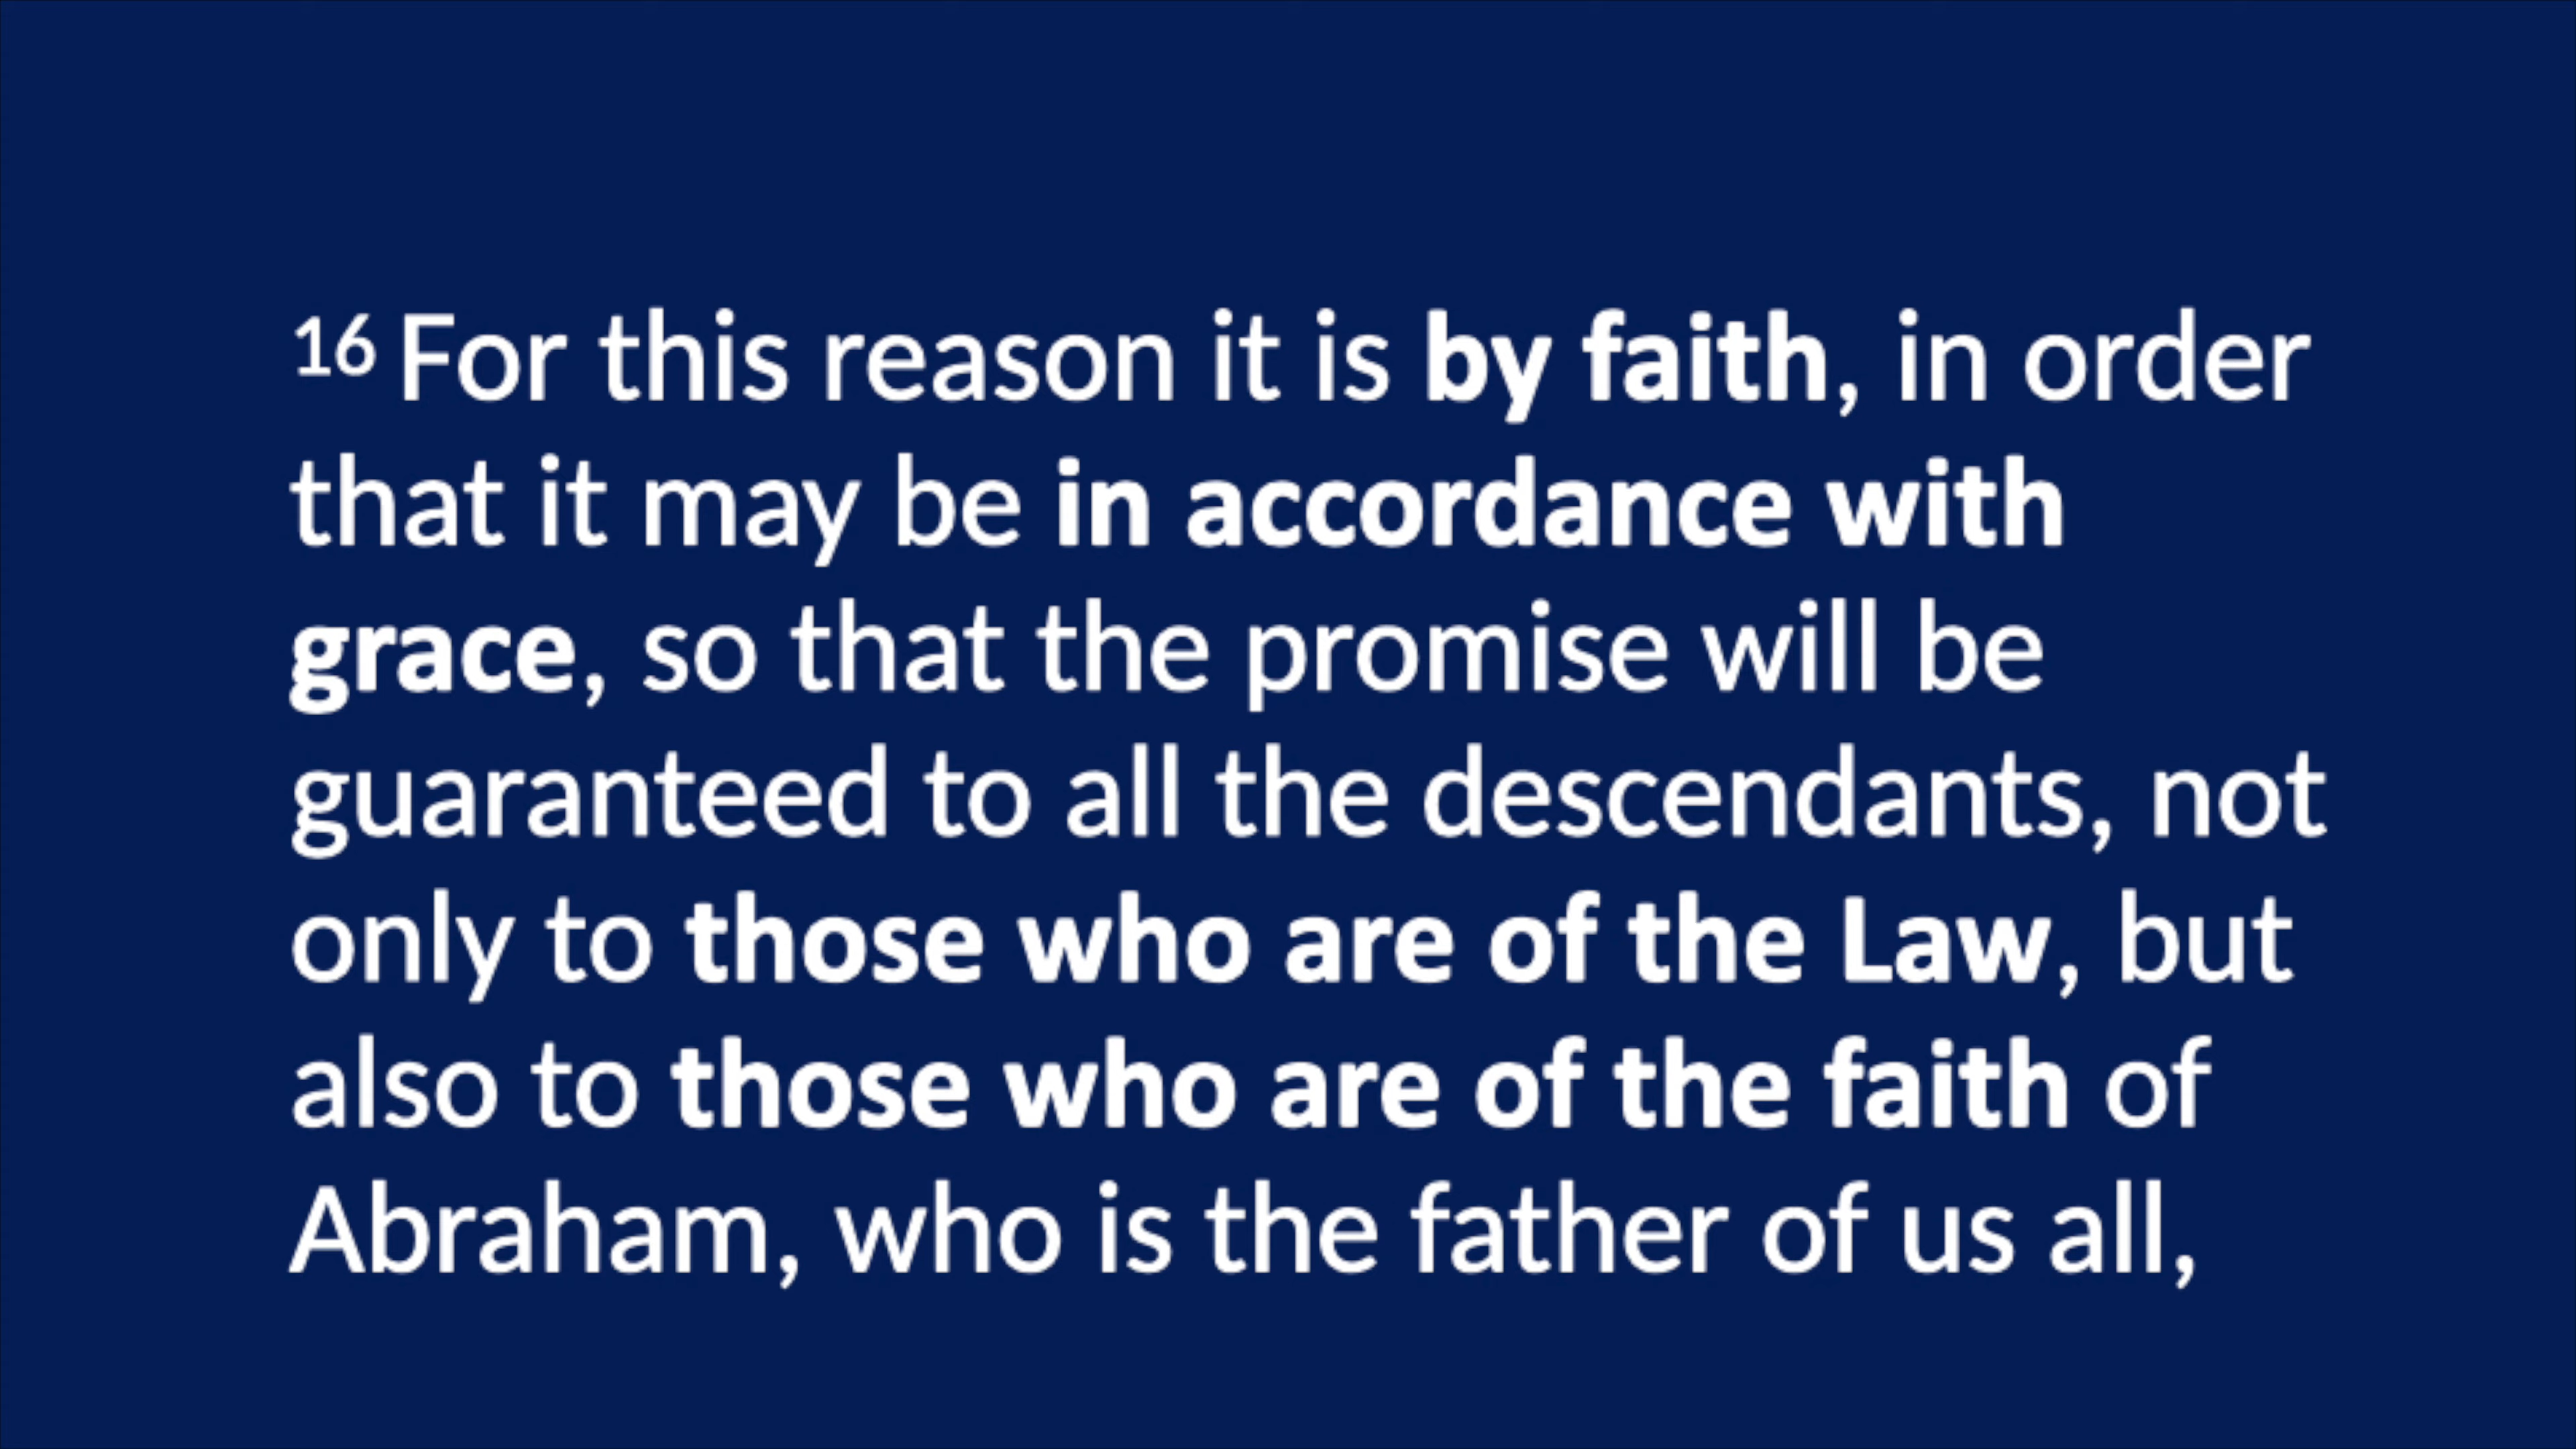 16 For this reason it is by faith, in order
that it may be in accordance with
grace, so that the promise will be
guaranteed to all the descendants, not
only to those who are of the Law, but
also to those who are of the faith of
Abraham, who is the father of us all,